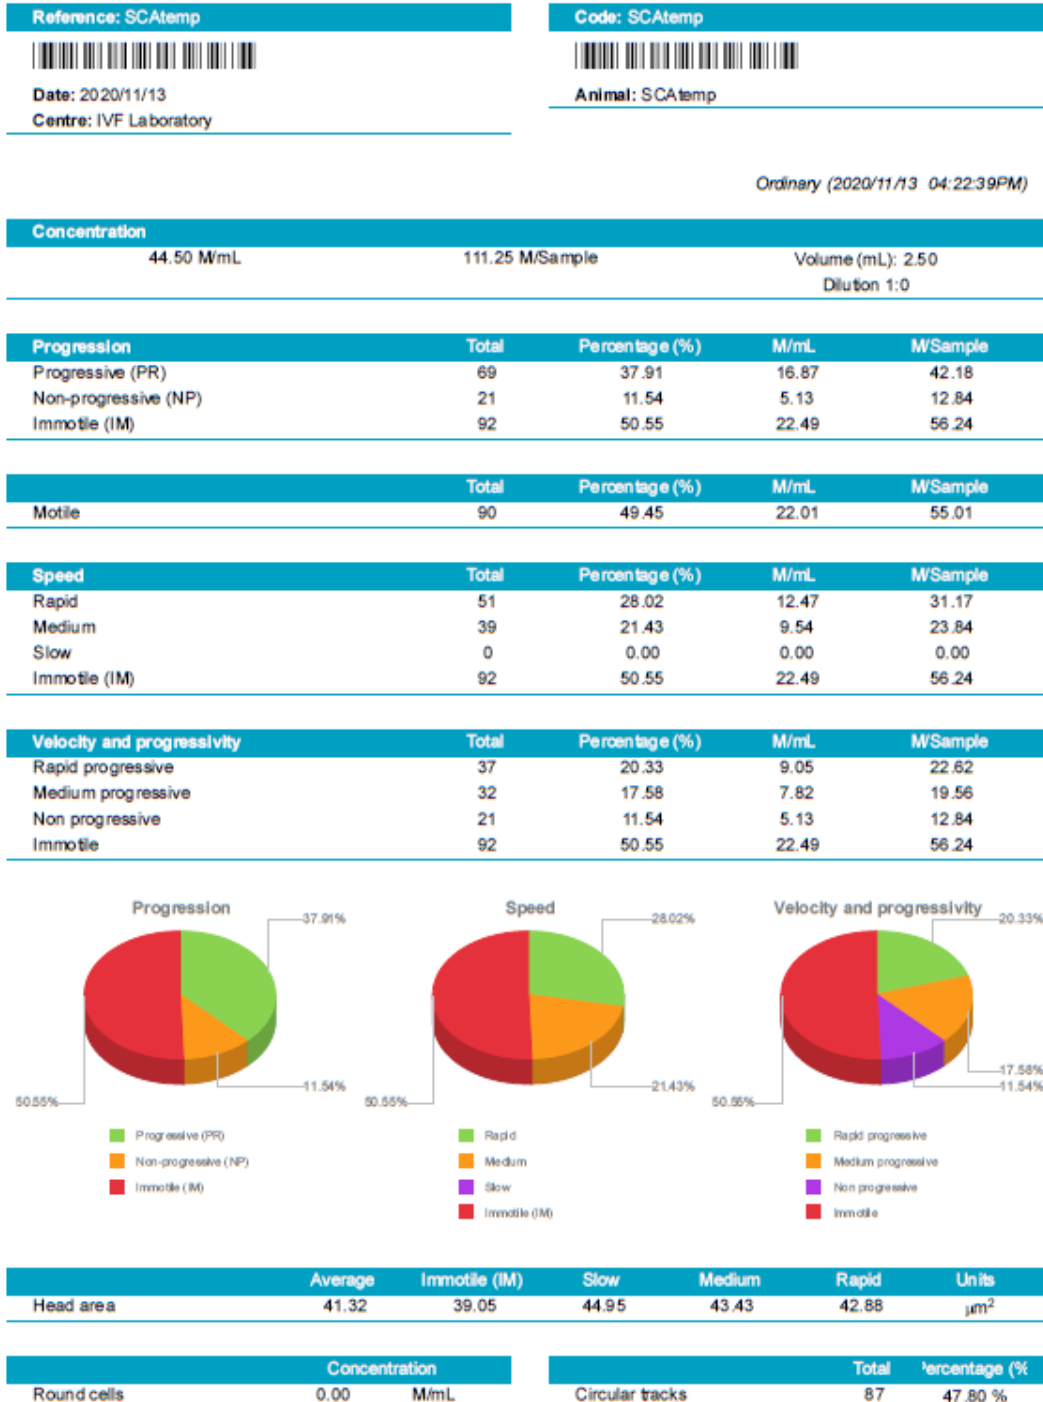 Reference: SCAtemp
Code: SCAtemp
Date: 2020/11/13
Animal: SCAtemp
Centre: IVF Laboratory
Ordinary (2020/11/13 04:22:39PM)
Concentration
44.50 M/mL 111.25 M/Sample Volume (mL): 2.50
Dilution 1:0
Progression Total Percentage (%) M/mL M/Sample
Progressive (PR) 69 37.91 16.87 42.18
Non-progressive (NP) 21 11.54 5.13 12.84
Immotile (IM) 92 50.55 22.49 56.24
Total Percentage (%) M/mL M/Sample
Motile 90 49.45 22.01 55.01
Speed Total Percentage (%) M/mL M/Sample
Rapid 51 28.02 12.47 31.17
Medium 39 21.43 9.54 23.84
Slow 0 0.00 0.00 0.00
Immotile (IM) 92 50.55 22.49 56.24
Velocity and progressivity Total Percentage (%) M/mL M/Sample
Rapid progressive 37 20.33 9.05 22.62
Medium progressive 32 17.58 7.82 19.56
Non progressive 21 11.54 5.13 12.84
Immotile 92 50.55 22.49 56.24
Progression
37.91%
11.54%
50.55%
Progressive (PR)
Non-progressive (NP)
Immotile (IM)
Speed
28.02%
21.43%
50.55%
Rapid
Medium
Slow
Immotile (IM)
Velocity and progressivity
20.33%
17.58%
11.54%
50.55%
Rapid progressive
Medium progressive
Non progressive
Immotile
Average Immotile (IM) Slow Medium Rapid Units
Head area 41.32 39.05 44.95 43.43 42.88 µm²
Concentration
Round cells 0.00 M/mL
Total ercentage (%
Circular tracks 87 47.80 %